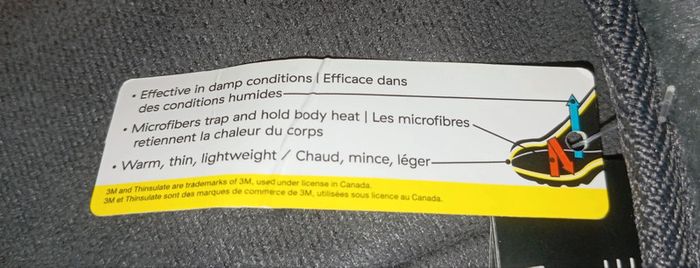 • Effective in damp conditions | Efficace dans
des conditions humides
• Microfibers trap and hold body heat | Les microfibres
retiennent la chaleur du corps
• Warm, thin, lightweight / Chaud, mince, léger
3M and Thinsulate are trademarks of 3M, used under license in Canada.
3M et Thinsulate sont des marques de commerce de 3M, utilisées sous licence au Canada.